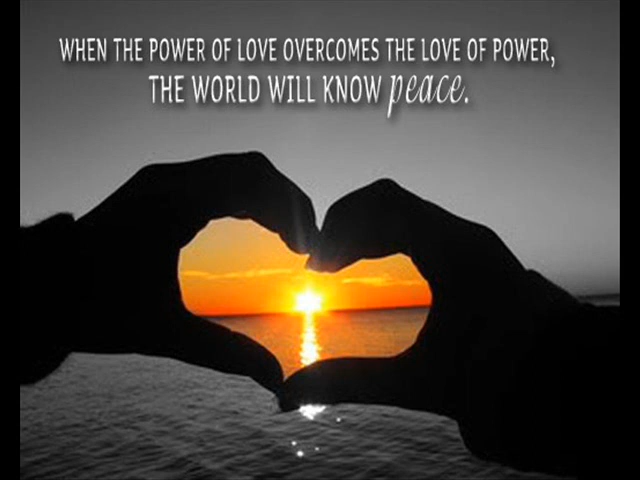 WHEN THE POWER OF LOVE OVERCOMES THE LOVE OF POWER,
THE WORLD WILL KNOW peace.